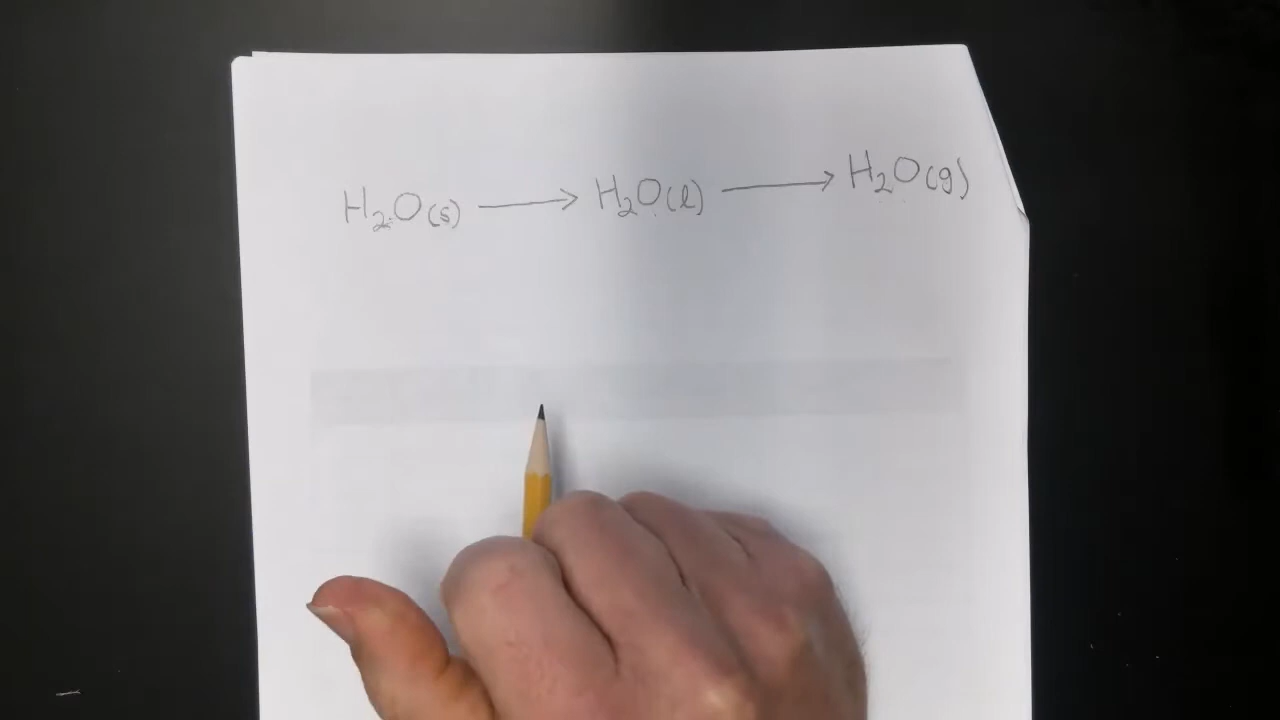 H₂O(s) ⟶ H₂O(l) ⟶ H₂O(g)